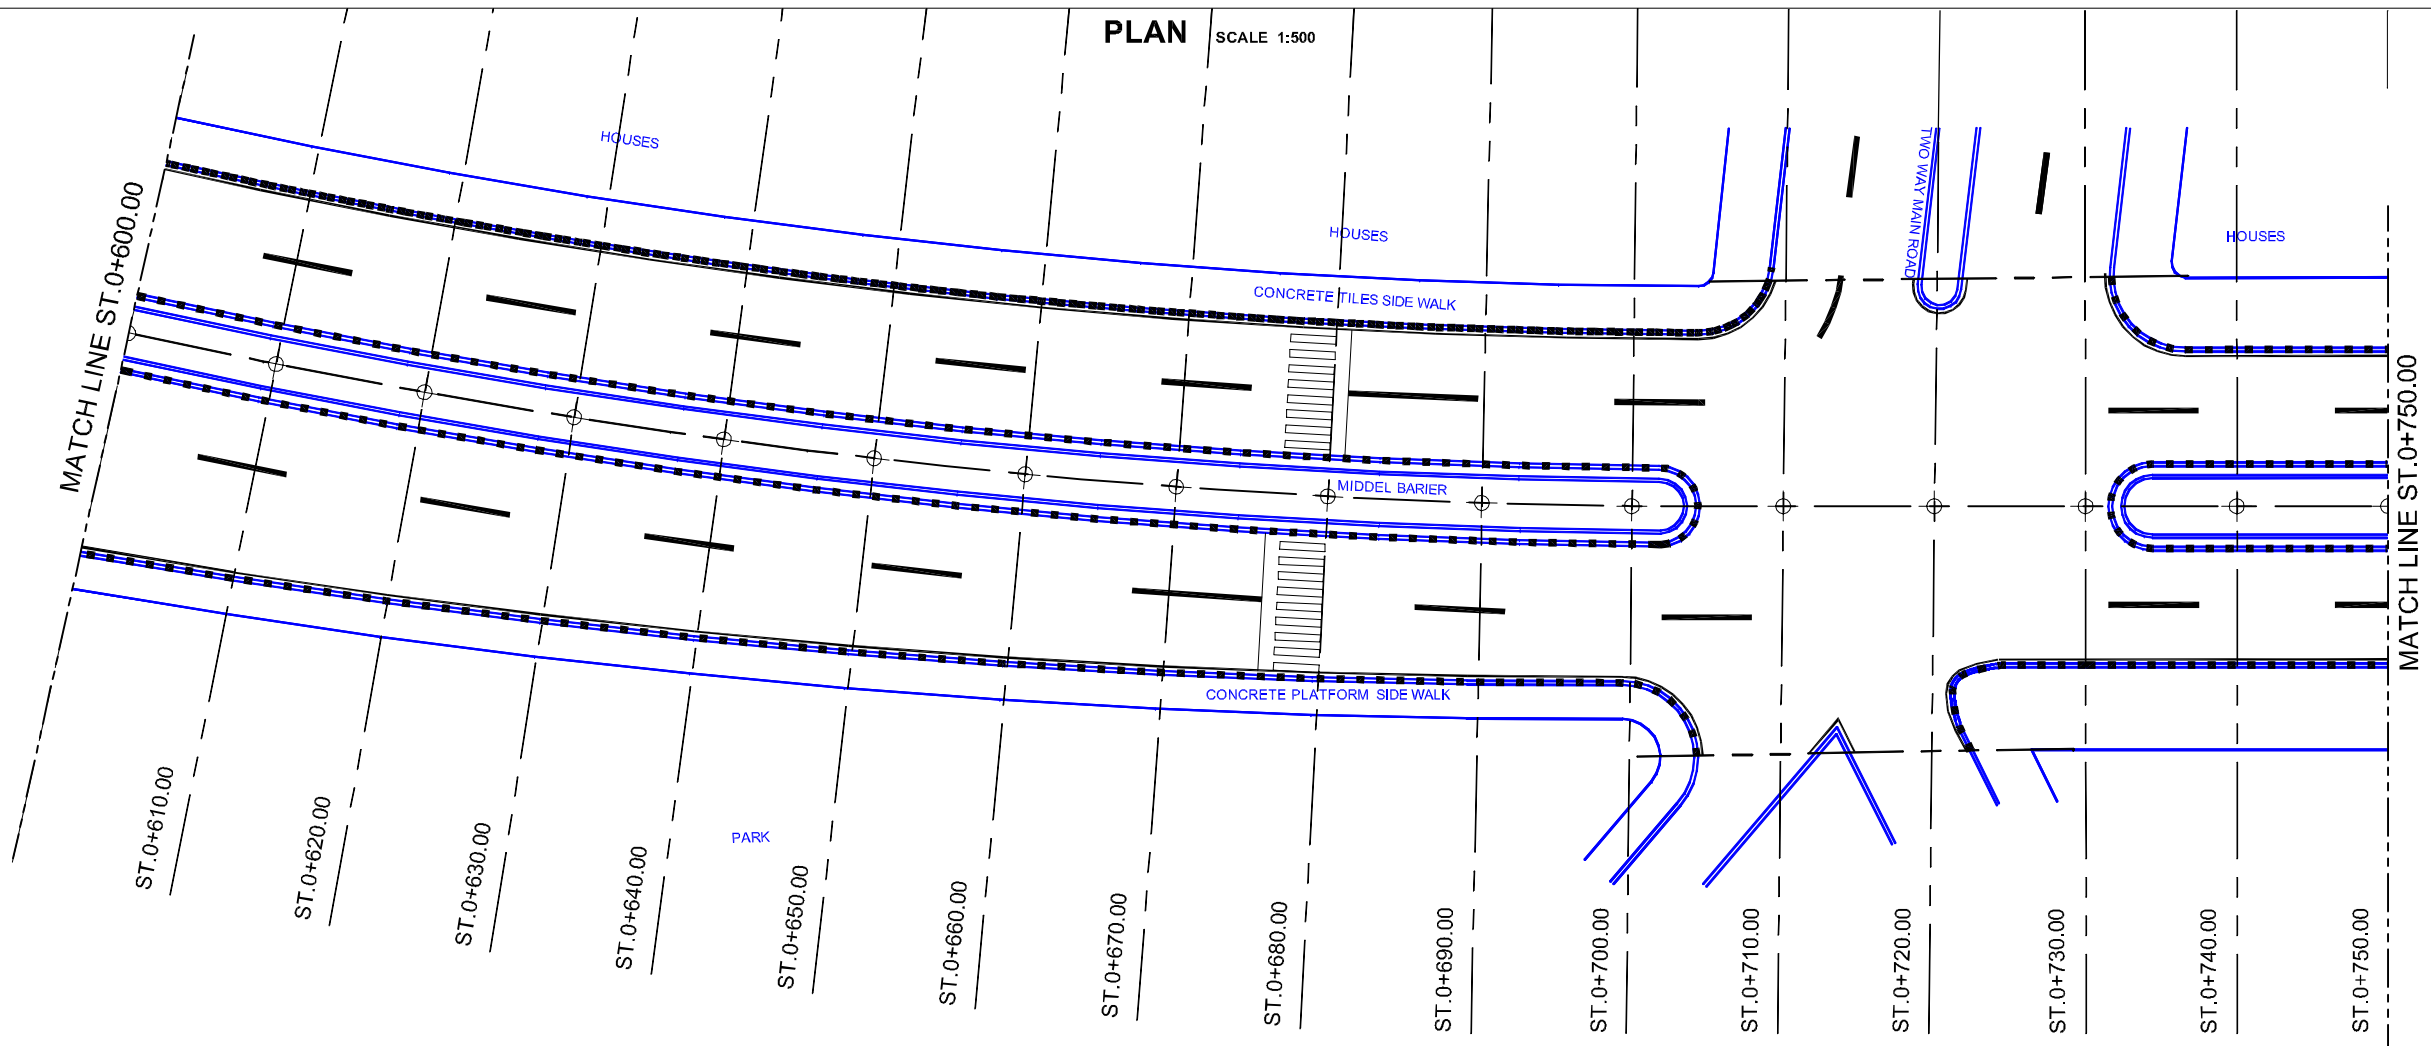 PLAN SCALE 1:500
HOUSES
TWO WAY MAIN ROAD
HOUSES
HOUSES
MATCH LINE ST.0+600.00
CONCRETE TILES SIDE WALK
MIDDEL BARIER
MATCH LINE ST.0+750.00
CONCRETE PLATFORM SIDE WALK
PARK
ST.0+610.00
ST.0+620.00
ST.0+630.00
ST.0+640.00
ST.0+650.00
ST.0+660.00
ST.0+670.00
ST.0+680.00
ST.0+690.00
ST.0+700.00
ST.0+710.00
ST.0+720.00
ST.0+730.00
ST.0+740.00
ST.0+750.00